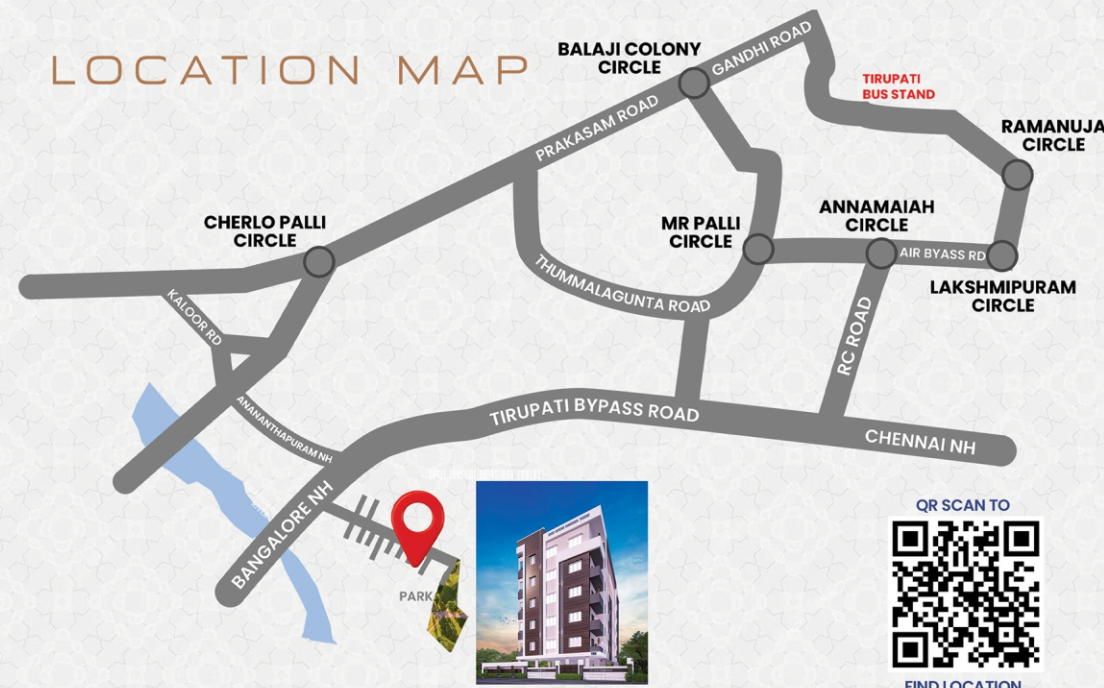 LOCATION MAP
BALAJI COLONY
CIRCLE
GANDHI ROAD
TIRUPATI
BUS STAND
PRAKASAM ROAD
RAMANUJA
CIRCLE
CHERLO PALLI
CIRCLE
MR PALLI
CIRCLE
ANNAMAIAH
CIRCLE
AIR BYASS RD
LAKSHMIPURAM
CIRCLE
THUMMALAGUNTA ROAD
KALOOR RD
RC ROAD
ANANANTHAPURAM NH
TIRUPATI BYPASS ROAD
CHENNAI NH
BANGALORE NH
PARK
QR SCAN TO
FIND LOCATION